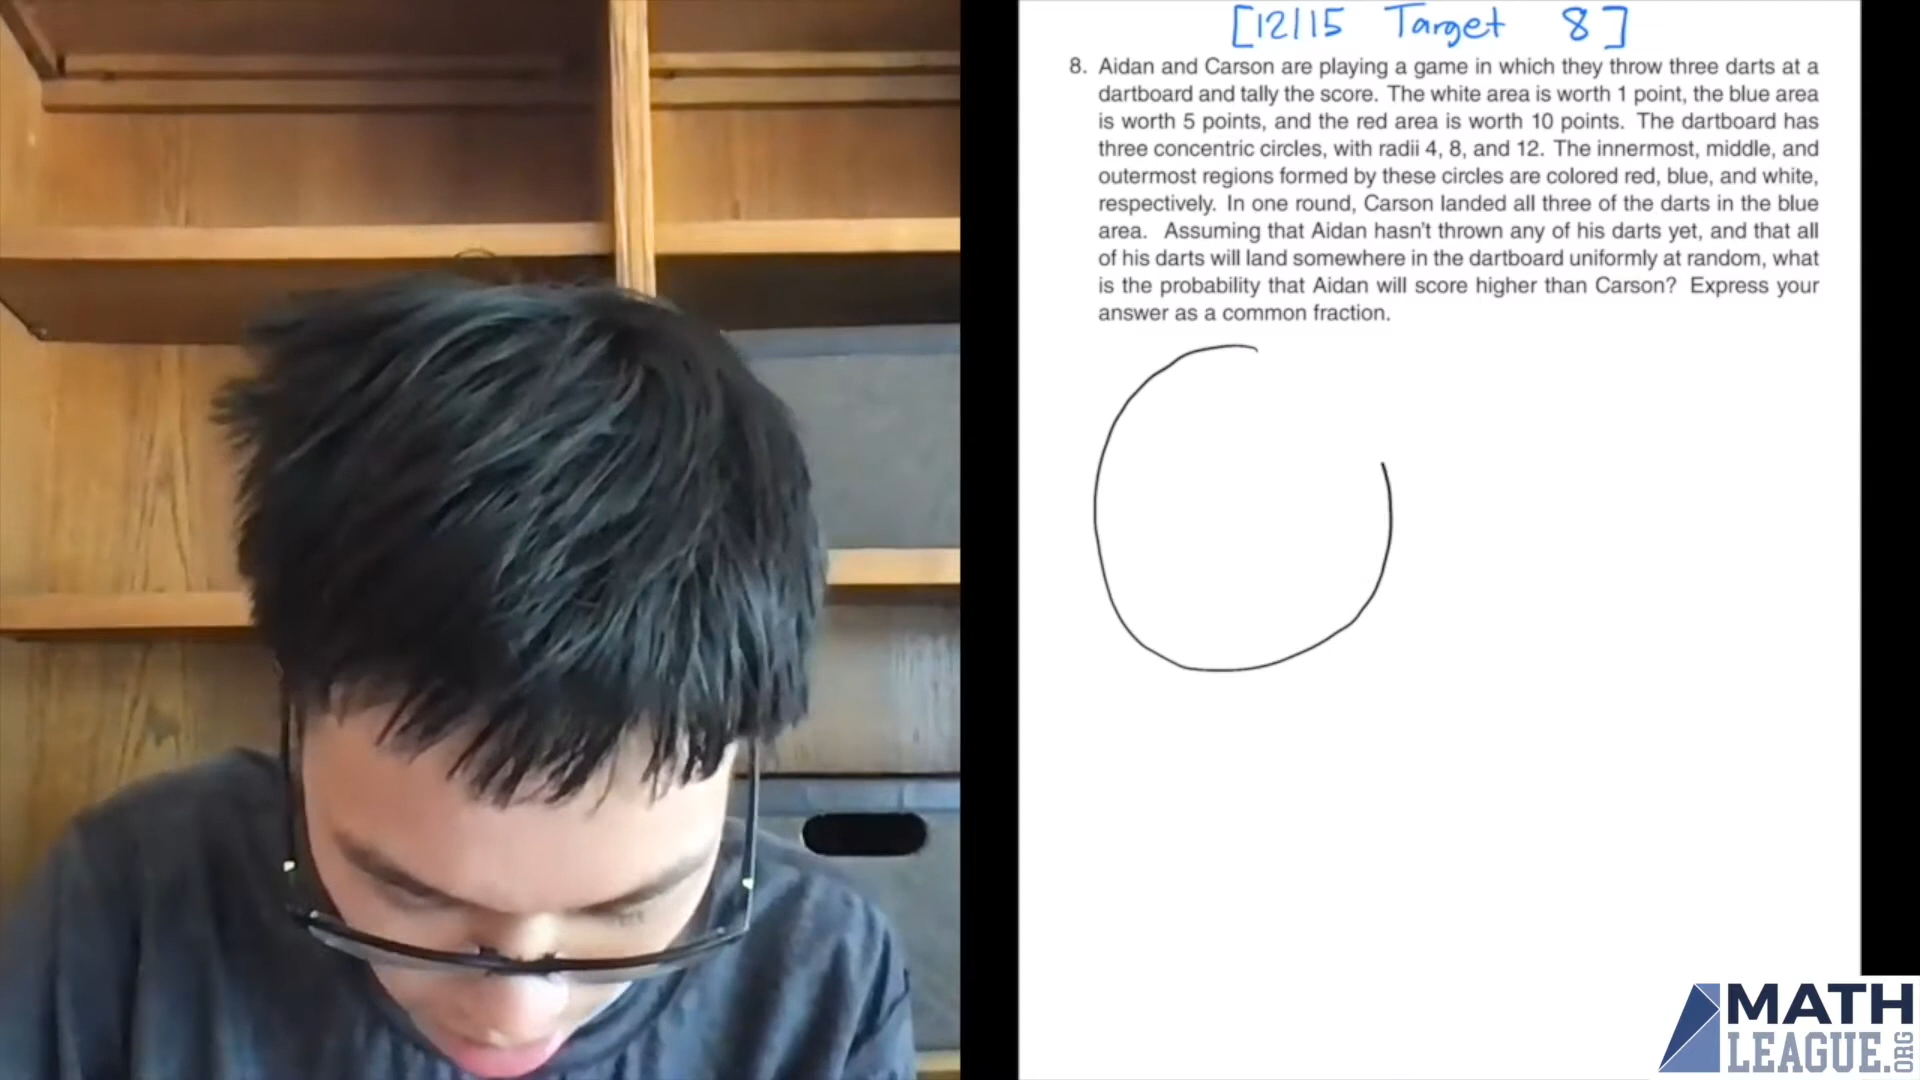 [12/15 Target 8]
8. Aidan and Carson are playing a game in which they throw three darts at a
dartboard and tally the score. The white area is worth 1 point, the blue area
is worth 5 points, and the red area is worth 10 points. The dartboard has
three concentric circles, with radii 4, 8, and 12. The innermost, middle, and
outermost regions formed by these circles are colored red, blue, and white,
respectively. In one round, Carson landed all three of the darts in the blue
area. Assuming that Aidan hasn't thrown any of his darts yet, and that all
of his darts will land somewhere in the dartboard uniformly at random, what
is the probability that Aidan will score higher than Carson? Express your
answer as a common fraction.
MATH
LEAGUE.ORG